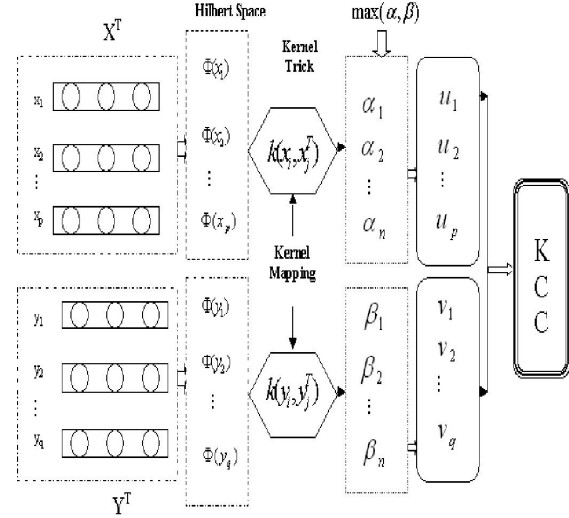 Hilbert Space
max(α, β)
X^T
Kernel
Trick
x_1
x_2
⋮
x_p
Φ(x_1)
Φ(x_2)
⋮
Φ(x_p)
k(x_i, x_j^T)
α_1
α_2
⋮
α_n
u_1
u_2
⋮
u_p
Kernel
Mapping
K
C
C
y_1
y_2
⋮
y_q
Φ(y_1)
Φ(y_2)
⋮
Φ(y_q)
k(y_i, y_j^T)
β_1
β_2
⋮
β_n
v_1
v_2
⋮
v_q
Y^T